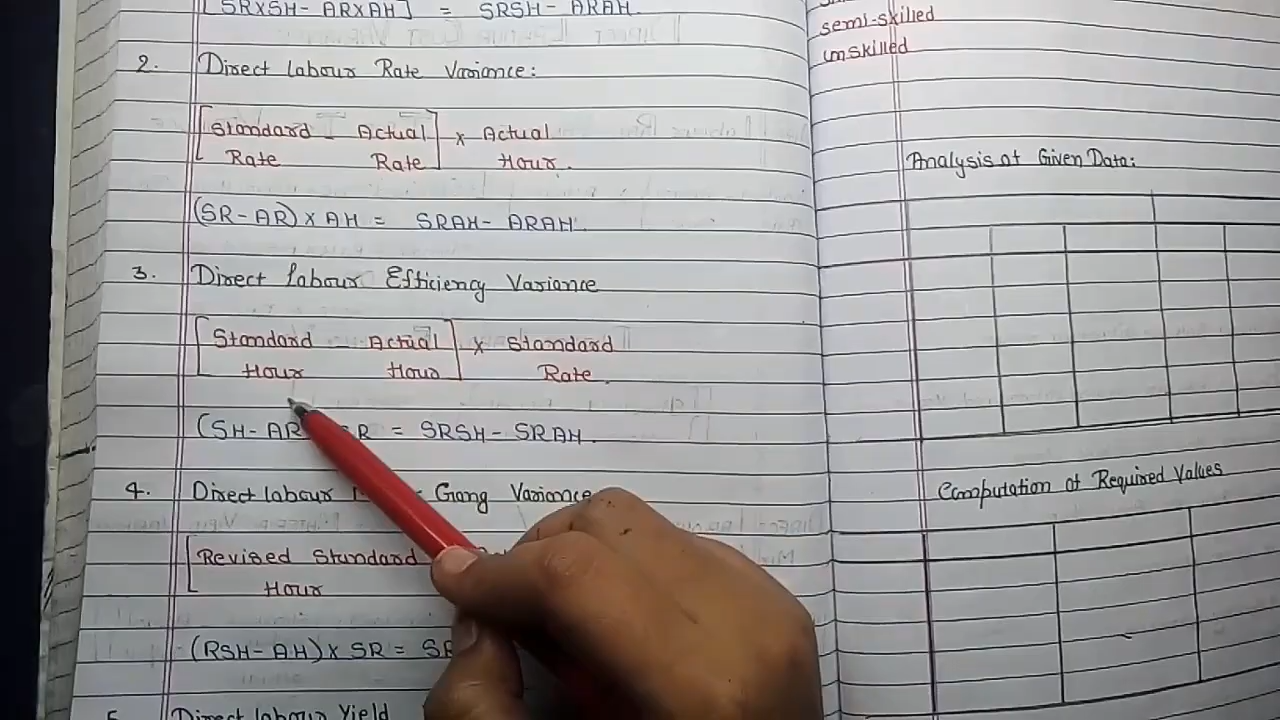 [SRXSH - ARXAH] = SRSH - ARAH
2. Direct Labour Rate Variance:
[Standard - Actual] x Actual
Rate Rate Hour.
(SR-AR) x AH = SRAH - ARAH
3. Direct Labour Efficiency Variance
[Standard - Actual] x Standard
Hour Hour Rate.
(SH-AR R = SRSH - SRAH.
4. Direct labour Gang Variance
[Revised Standard
Hour
(RSH-AH) x SR =
5. Direct labour Yield
semi-skilled
unskilled
Analysis of Given Data:
Computation of Required Values